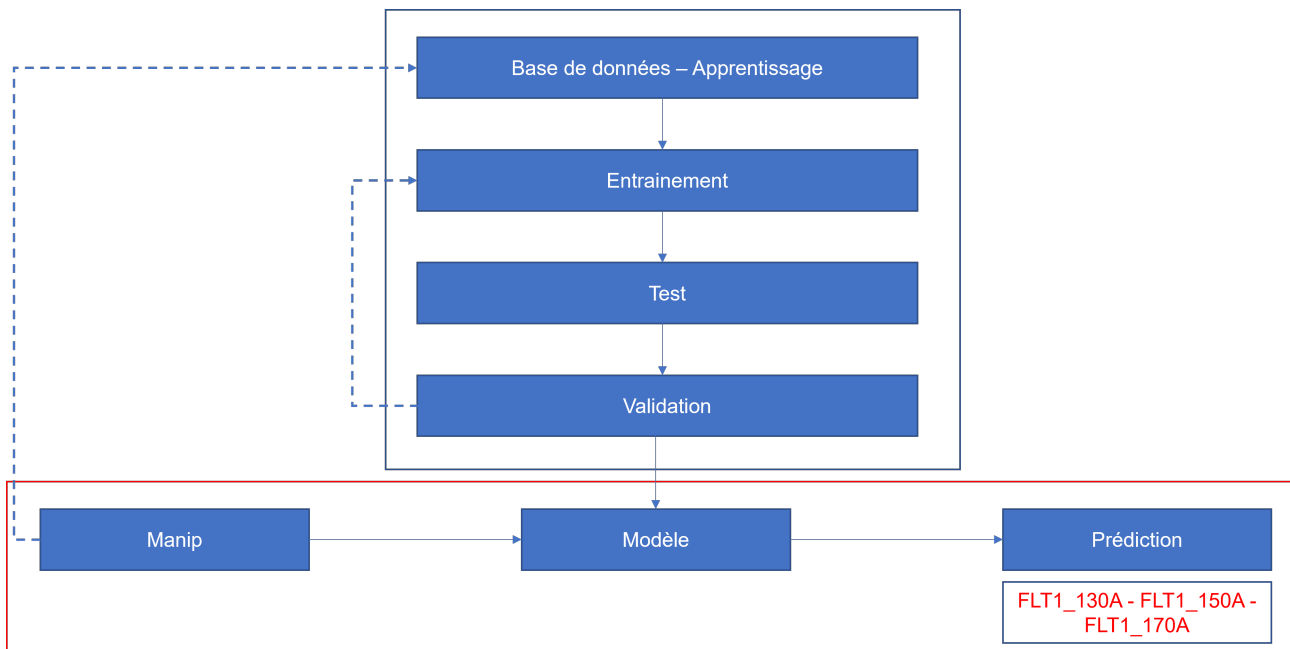 Base de données – Apprentissage
Entrainement
Test
Validation
Manip
Modèle
Prédiction
FLT1_130A - FLT1_150A -
FLT1_170A